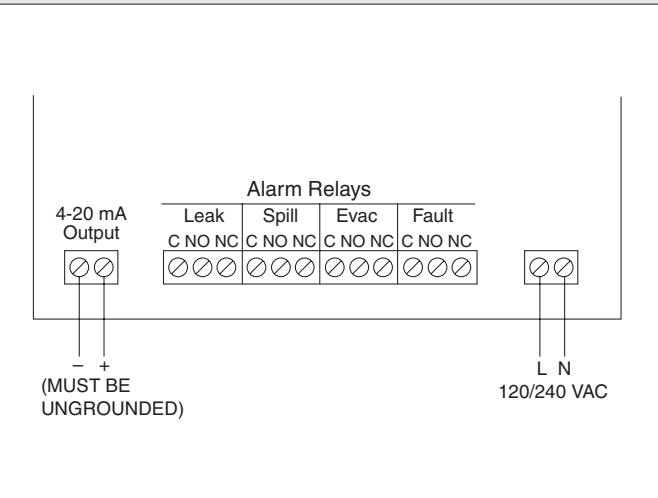 Alarm Relays
4-20 mA
Output
Leak Spill Evac Fault
C NO NC C NO NC C NO NC C NO NC
– +
(MUST BE
UNGROUNDED)
L N
120/240 VAC